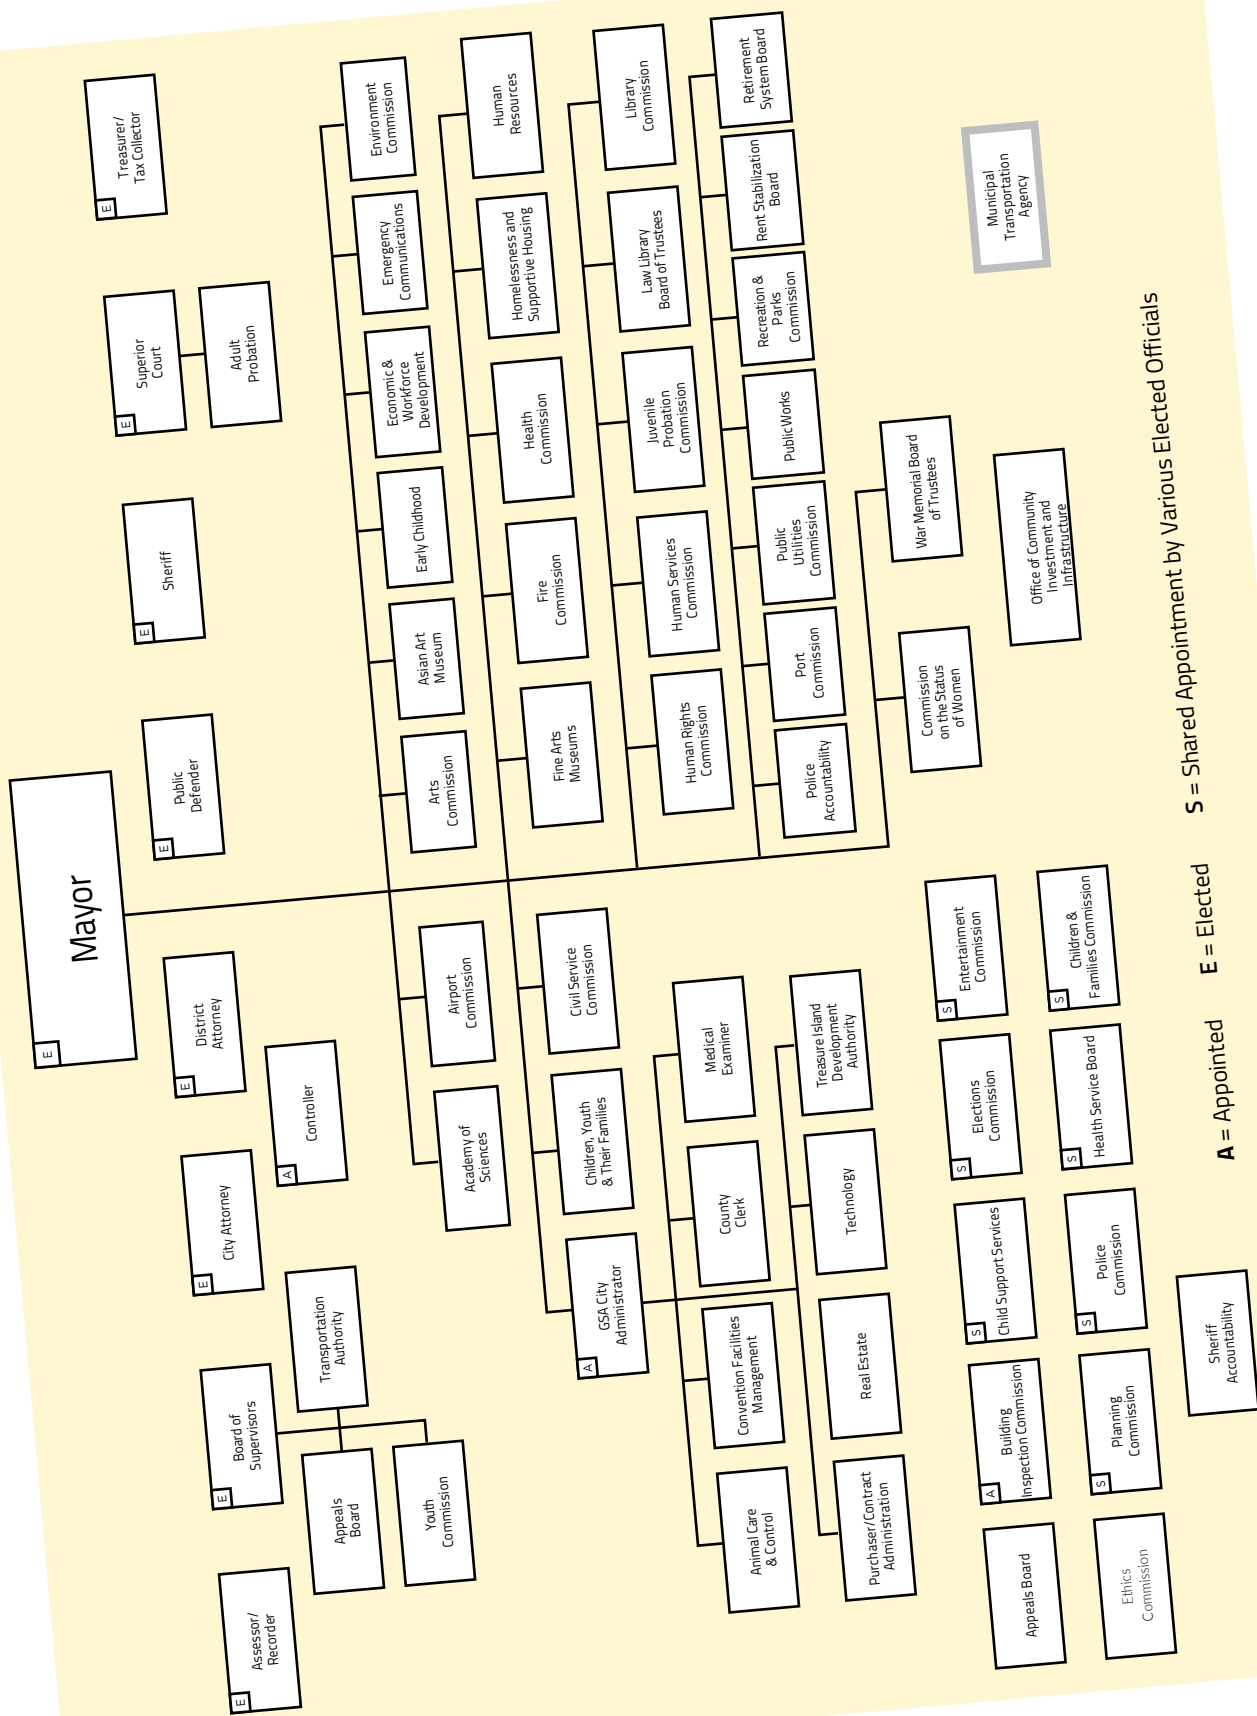 E
Mayor
E
Assessor/
Recorder
E
Board of
Supervisors
E
City Attorney
E
District
Attorney
E
Public
Defender
E
Sheriff
E
Superior
Court
E
Treasurer/
Tax Collector
Appeals
Board
Transportation
Authority
Youth
Commission
A
Controller
Adult
Probation
Academy of
Sciences
Airport
Commission
Arts
Commission
Asian Art
Museum
Early Childhood
Economic &
Workforce
Development
Emergency
Communications
Environment
Commission
A
GSA City
Administrator
Children, Youth
& Their Families
Civil Service
Commission
Fine Arts
Museums
Fire
Commission
Health
Commission
Homelessness and
Supportive Housing
Human
Resources
Animal Care
& Control
Convention Facilities
Management
County
Clerk
Medical
Examiner
Human Rights
Commission
Human Services
Commission
Juvenile
Probation
Commission
Law Library
Board of Trustees
Library
Commission
Purchaser/Contract
Administration
Real Estate
Technology
Treasure Island
Development
Authority
Police
Accountability
Port
Commission
Public
Utilities
Commission
Public Works
Recreation &
Parks
Commission
Rent Stabilization
Board
Retirement
System Board
Commission
on the Status
of Women
War Memorial Board
of Trustees
Appeals Board
A
Building
Inspection Commission
S
Child Support Services
S
Elections
Commission
S
Entertainment
Commission
Office of Community
Investment and
Infrastructure
Municipal
Transportation
Agency
Ethics
Commission
S
Planning
Commission
S
Police
Commission
S
Health Service Board
S
Children &
Families Commission
Sheriff
Accountability
A = Appointed E = Elected S = Shared Appointment by Various Elected Officials